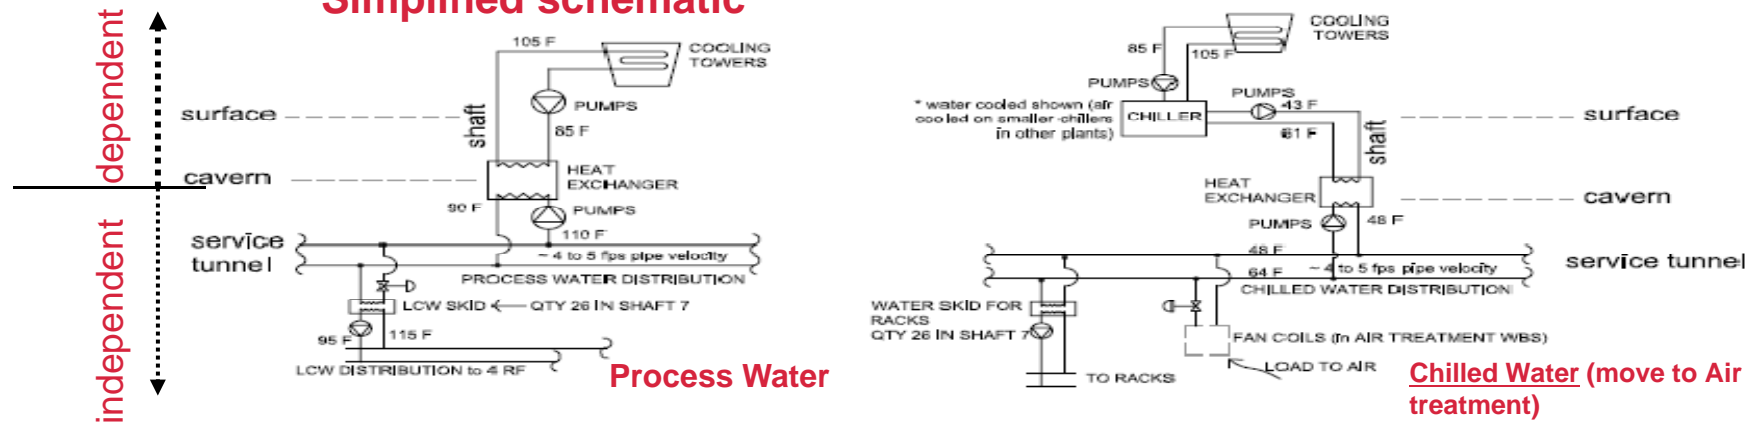 Simplified schematic
dependent
independent
surface
cavern
service
tunnel
shaft
105 F
COOLING
TOWERS
PUMPS
85 F
HEAT
EXCHANGER
90 F
PUMPS
110 F
~ 4 to 5 fps pipe velocity
PROCESS WATER DISTRIBUTION
LCW SKID
QTY 26 IN SHAFT 7
95 F
115 F
LCW DISTRIBUTION to 4 RF
Process Water
COOLING
TOWERS
85 F
105 F
PUMPS
PUMPS
* water cooled shown (air
cooled on smaller chillers
in other plants)
CHILLER
43 F
61 F
shaft
surface
HEAT
EXCHANGER
cavern
PUMPS
48 F
48 F
~ 4 to 5 fps pipe velocity
service tunnel
64 F
CHILLED WATER DISTRIBUTION
WATER SKID FOR
RACKS
QTY 26 IN SHAFT 7
FAN COILS (in AIR TREATMENT WBS)
LOAD TO AIR
TO RACKS
Chilled Water (move to Air
treatment)